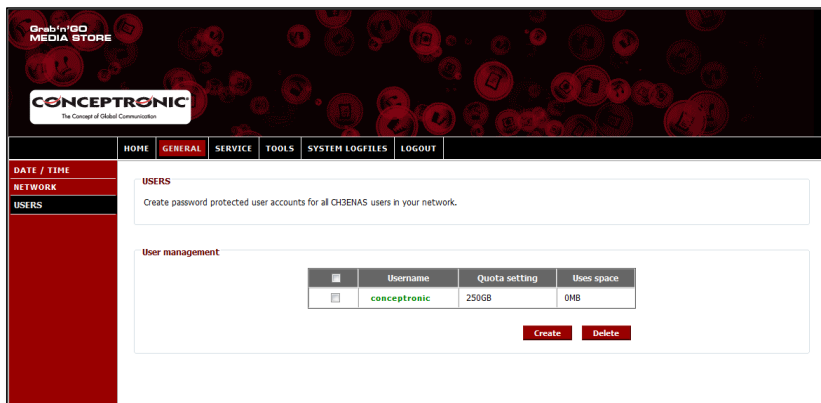 Grab'n'GO
MEDIA STORE
CONCEPTRONIC®
The Concept of Global Communication
HOME GENERAL SERVICE TOOLS SYSTEM LOGFILES LOGOUT
DATE / TIME
NETWORK
USERS
USERS
Create password protected user accounts for all CH3ENAS users in your network.
User management
Username Quota setting Uses space
conceptronic 250GB 0MB
Create Delete